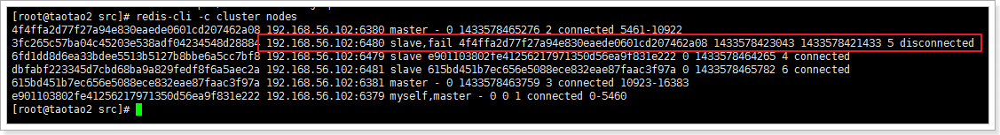 [root@taotao2 src]# redis-cli -c cluster nodes
4f4ffa2d77f27a94e830eaede0601cd207462a08 192.168.56.102:6380 master - 0 1433578465276 2 connected 5461-10922
3fc265c57ba04c45203e538adf04234548d28884 192.168.56.102:6480 slave,fail 4f4ffa2d77f27a94e830eaede0601cd207462a08 1433578423043 1433578421433 5 disconnected
6fd1dd8d6ea33bdee5513b5127b8bbe6a5cc7bf8 192.168.56.102:6479 slave e901103802fe41256217971350d56ea9f831e222 0 1433578464265 4 connected
dbfabf223345d7cbd68ba9a829fedf8f6a5aec2a 192.168.56.102:6481 slave 615bd451b7ec656e5088ece832eae87faac3f97a 0 1433578465782 6 connected
615bd451b7ec656e5088ece832eae87faac3f97a 192.168.56.102:6381 master - 0 1433578463759 3 connected 10923-16383
e901103802fe41256217971350d56ea9f831e222 192.168.56.102:6379 myself,master - 0 0 1 connected 0-5460
[root@taotao2 src]#